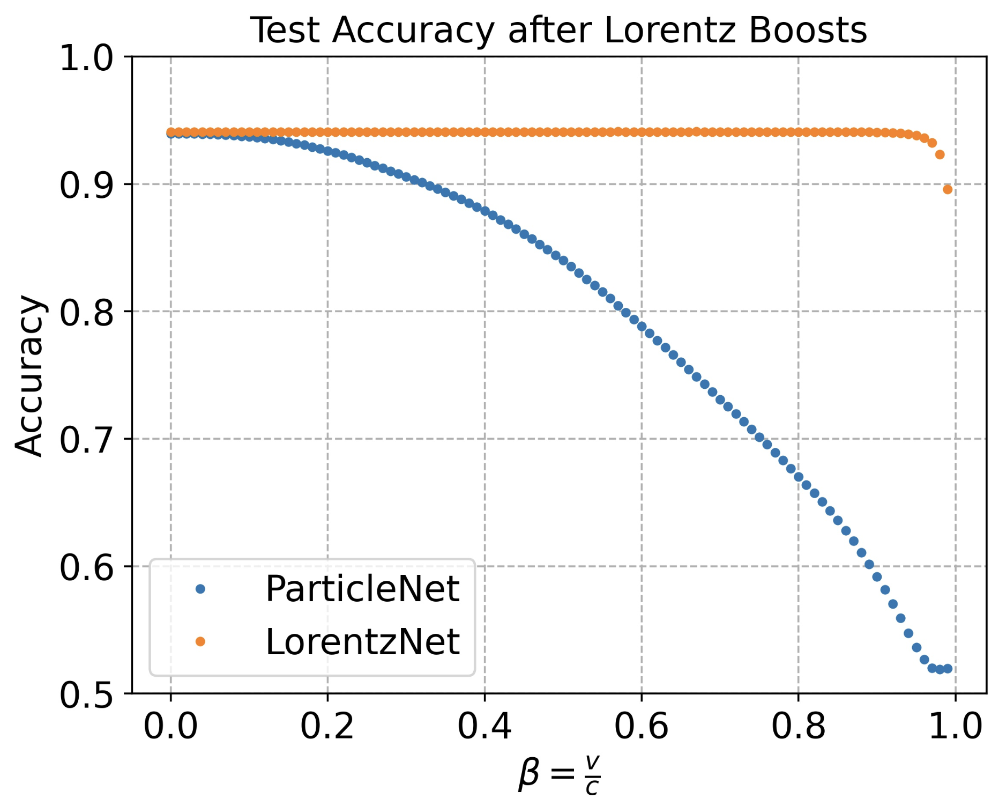 Test Accuracy after Lorentz Boosts
1.0
0.9
0.8
0.7
0.6
0.5
Accuracy
ParticleNet
LorentzNet
0.0 0.2 0.4 0.6 0.8 1.0
β = v/c